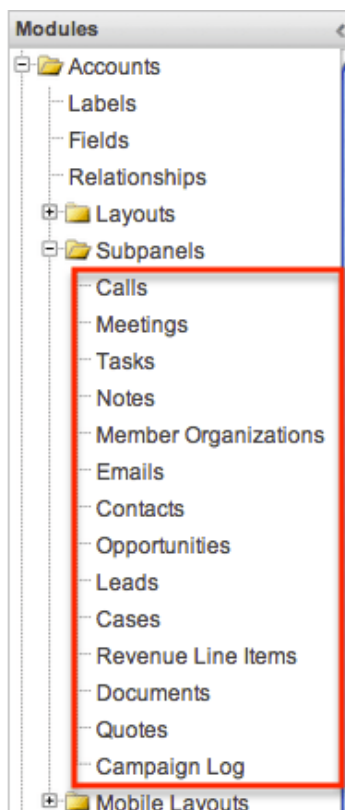 Modules
Accounts
Labels
Fields
Relationships
Layouts
Subpanels
Calls
Meetings
Tasks
Notes
Member Organizations
Emails
Contacts
Opportunities
Leads
Cases
Revenue Line Items
Documents
Quotes
Campaign Log
Mobile Layouts